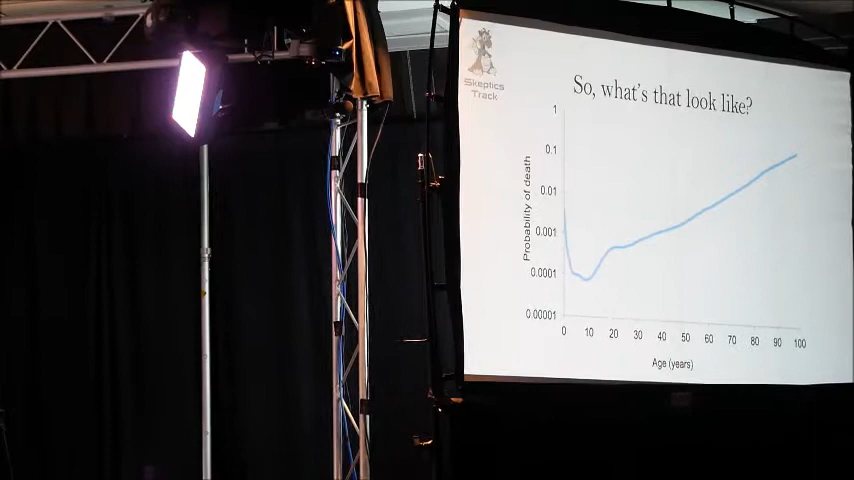 Skeptics
Track
So, what's that look like?
1
0.1
0.01
0.001
0.0001
0.00001
Probability of death
0 10 20 30 40 50 60 70 80 90 100
Age (years)